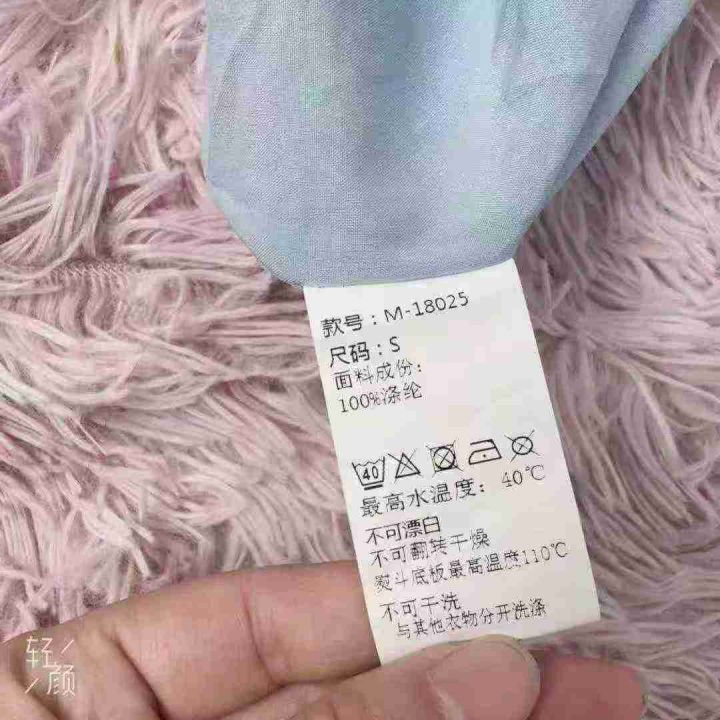 款号：M-18025
尺码：S
面料成份：
100%涤纶
40
最高水温度：40℃
不可漂白
不可翻转干燥
熨斗底板最高温度110℃
不可干洗
与其他衣物分开洗涤
轻
颜